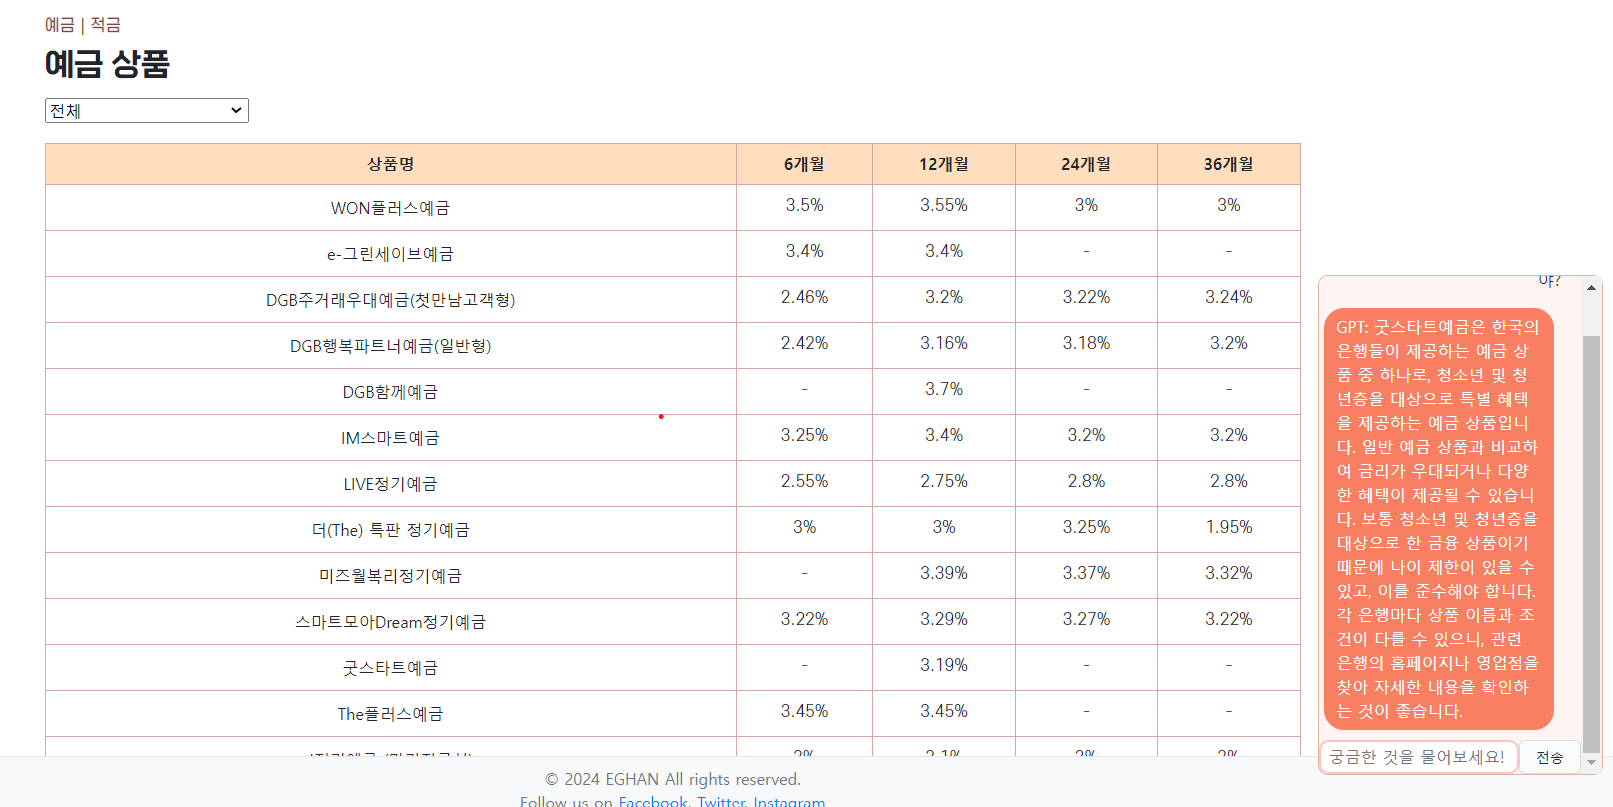 예금 | 적금
예금 상품
전체
상품명 6개월 12개월 24개월 36개월
WON플러스예금 3.5% 3.55% 3% 3%
e-그린세이브예금 3.4% 3.4% - -
DGB주거래우대예금(첫만남고객형) 2.46% 3.2% 3.22% 3.24%
DGB행복파트너예금(일반형) 2.42% 3.16% 3.18% 3.2%
DGB함께예금 - 3.7% - -
IM스마트예금 3.25% 3.4% 3.2% 3.2%
LIVE정기예금 2.55% 2.75% 2.8% 2.8%
더(The) 특판 정기예금 3% 3% 3.25% 1.95%
미즈월복리정기예금 - 3.39% 3.37% 3.32%
스마트모아Dream정기예금 3.22% 3.29% 3.27% 3.22%
굿스타트예금 - 3.19% - -
The플러스예금 3.45% 3.45% - -
야?
GPT: 굿스타트예금은 한국의
은행들이 제공하는 예금 상
품 중 하나로, 청소년 및 청
년층을 대상으로 특별 혜택
을 제공하는 예금 상품입니
다. 일반 예금 상품과 비교하
여 금리가 우대되거나 다양
한 혜택이 제공될 수 있습니
다. 보통 청소년 및 청년층을
대상으로 한 금융 상품이기
때문에 나이 제한이 있을 수
있고, 이를 준수해야 합니다.
각 은행마다 상품 이름과 조
건이 다를 수 있으니, 관련
은행의 홈페이지나 영업점을
찾아 자세한 내용을 확인하
는 것이 좋습니다.
궁금한 것을 물어보세요! 전송
© 2024 EGHAN All rights reserved.
Follow us on Facebook, Twitter, Instagram